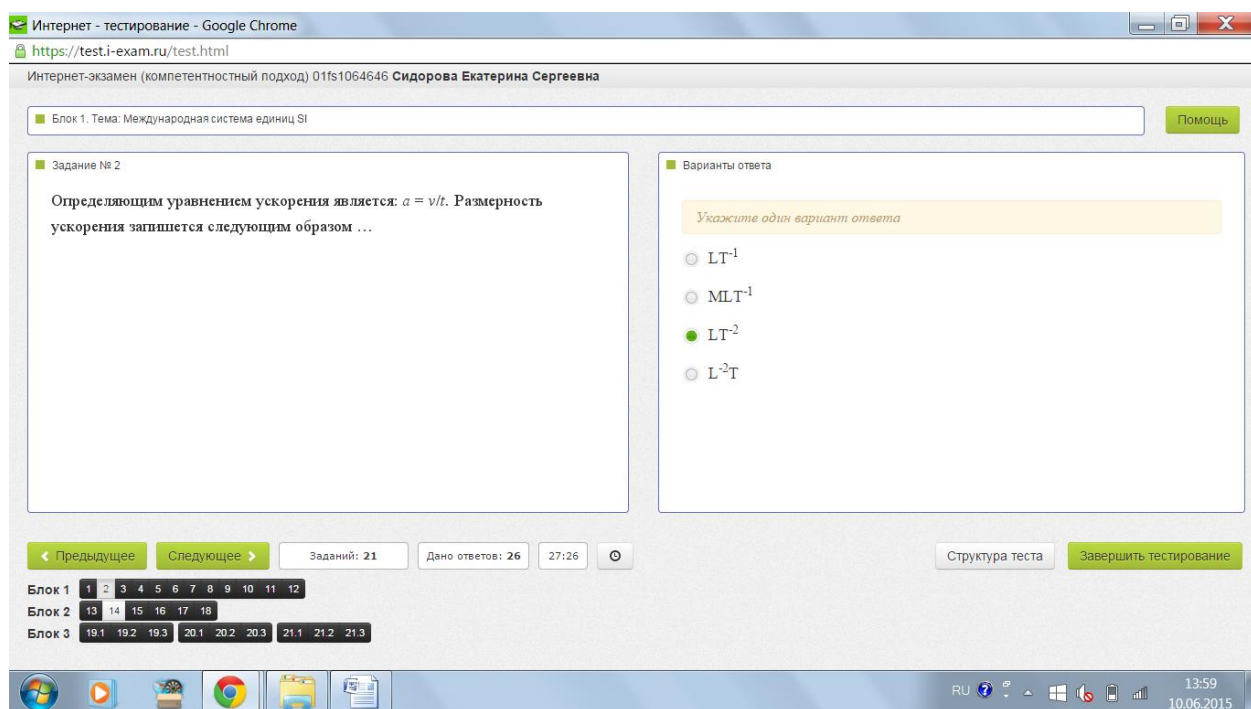 Интернет - тестирование - Google Chrome
https://test.i-exam.ru/test.html
Интернет-экзамен (компетентностный подход) 01fs1064646 Сидорова Екатерина Сергеевна
Блок 1. Тема: Международная система единиц SI
Помощь
Задание № 2
Определяющим уравнением ускорения является: a = v/t. Размерность
ускорения запишется следующим образом …
Варианты ответа
Укажите один вариант ответа
LT⁻¹
MLT⁻¹
LT⁻²
L⁻²T
Предыдущее
Следующее
Заданий: 21
Дано ответов: 26
27:26
Структура теста
Завершить тестирование
Блок 1 1 2 3 4 5 6 7 8 9 10 11 12
Блок 2 13 14 15 16 17 18
Блок 3 19.1 19.2 19.3 20.1 20.2 20.3 21.1 21.2 21.3
RU
13:59
10.06.2015